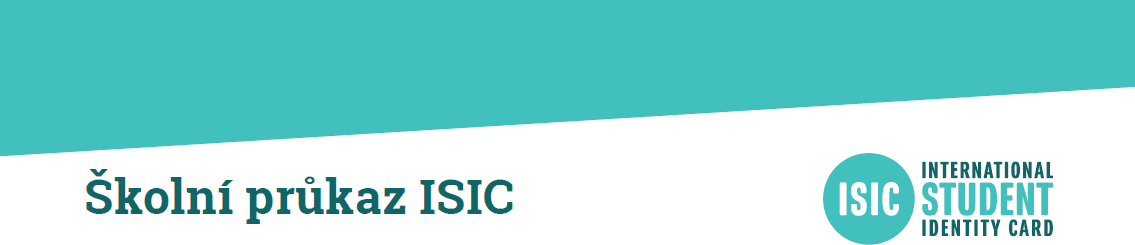 Školní průkaz ISIC
ISIC
INTERNATIONAL
STUDENT
IDENTITY CARD